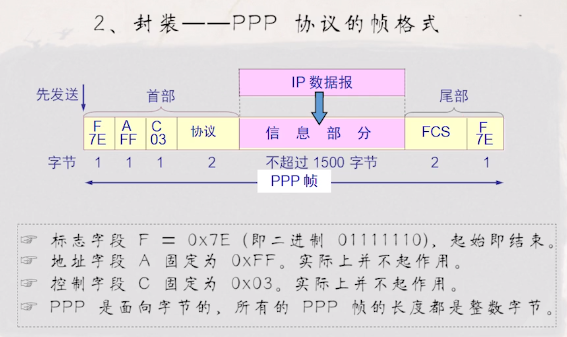 2、封装——PPP 协议的帧格式
IP 数据报
先发送 首部 尾部
F A C 协议 信 息 部 分 FCS F
7E FF 03 7E
字节 1 1 1 2 不超过 1500 字节 2 1
PPP 帧
☞ 标志字段 F = 0x7E (即二进制 01111110), 起始即结束。
☞ 地址字段 A 固定为 0xFF。实际上并不起作用。
☞ 控制字段 C 固定为 0x03。实际上并不起作用。
☞ PPP 是面向字节的，所有的 PPP 帧的长度都是整数字节。